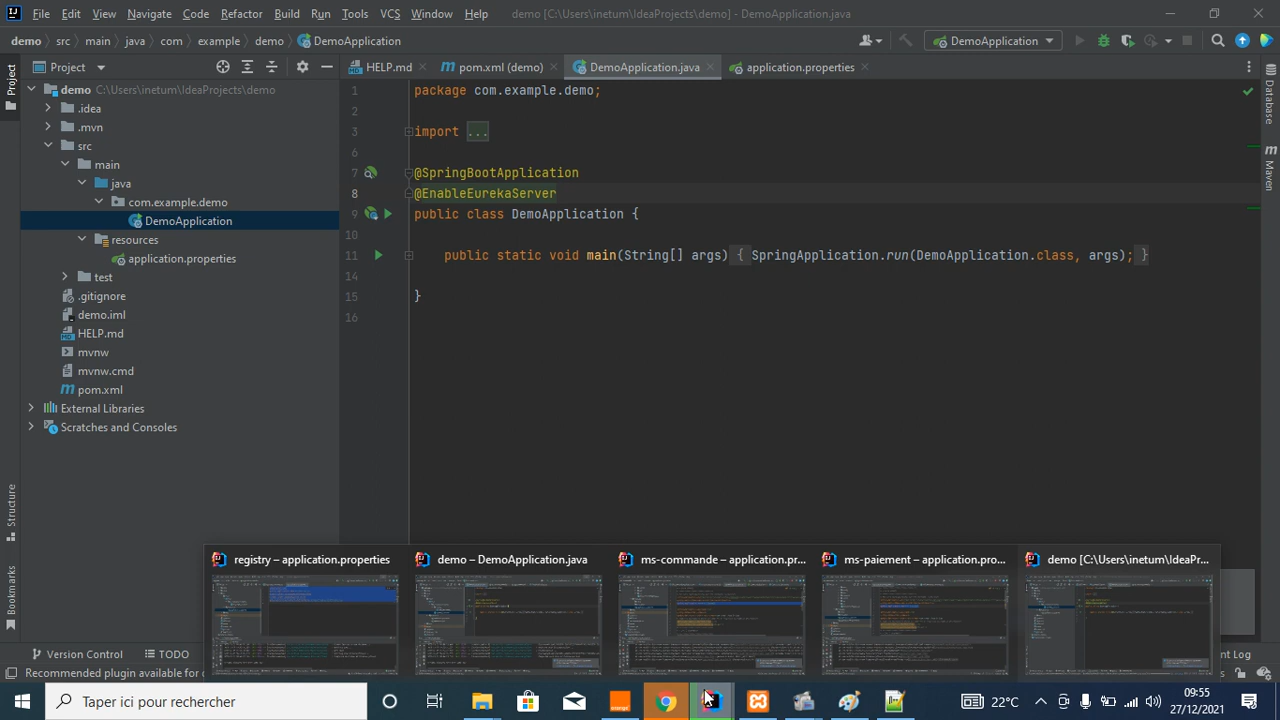 File Edit View Navigate Code Refactor Build Run Tools VCS Window Help demo [C:\Users\inetum\IdeaProjects\demo] - DemoApplication.java
demo src main java com example demo DemoApplication DemoApplication
Project HELP.md pom.xml (demo) DemoApplication.java application.properties
Project
Structure
Bookmarks
Database
Maven
demo C:\Users\inetum\IdeaProjects\demo
.idea
.mvn
src
main
java
com.example.demo
DemoApplication
resources
application.properties
test
.gitignore
demo.iml
HELP.md
mvnw
mvnw.cmd
pom.xml
External Libraries
Scratches and Consoles
1 package com.example.demo;
2
3 import ...
6
7 @SpringBootApplication
8 @EnableEurekaServer
9 public class DemoApplication {
10
11 public static void main(String[] args) { SpringApplication.run(DemoApplication.class, args); }
14
15 }
16
registry – application.properties
demo – DemoApplication.java
ms-commande – application.pr...
ms-paiement – application.pro...
demo [C:\Users\inetum\IdeaPr...
Version Control TODO
Recommended plugin available fo
Taper ici pour rechercher
orange
22°C
09:55
27/12/2021